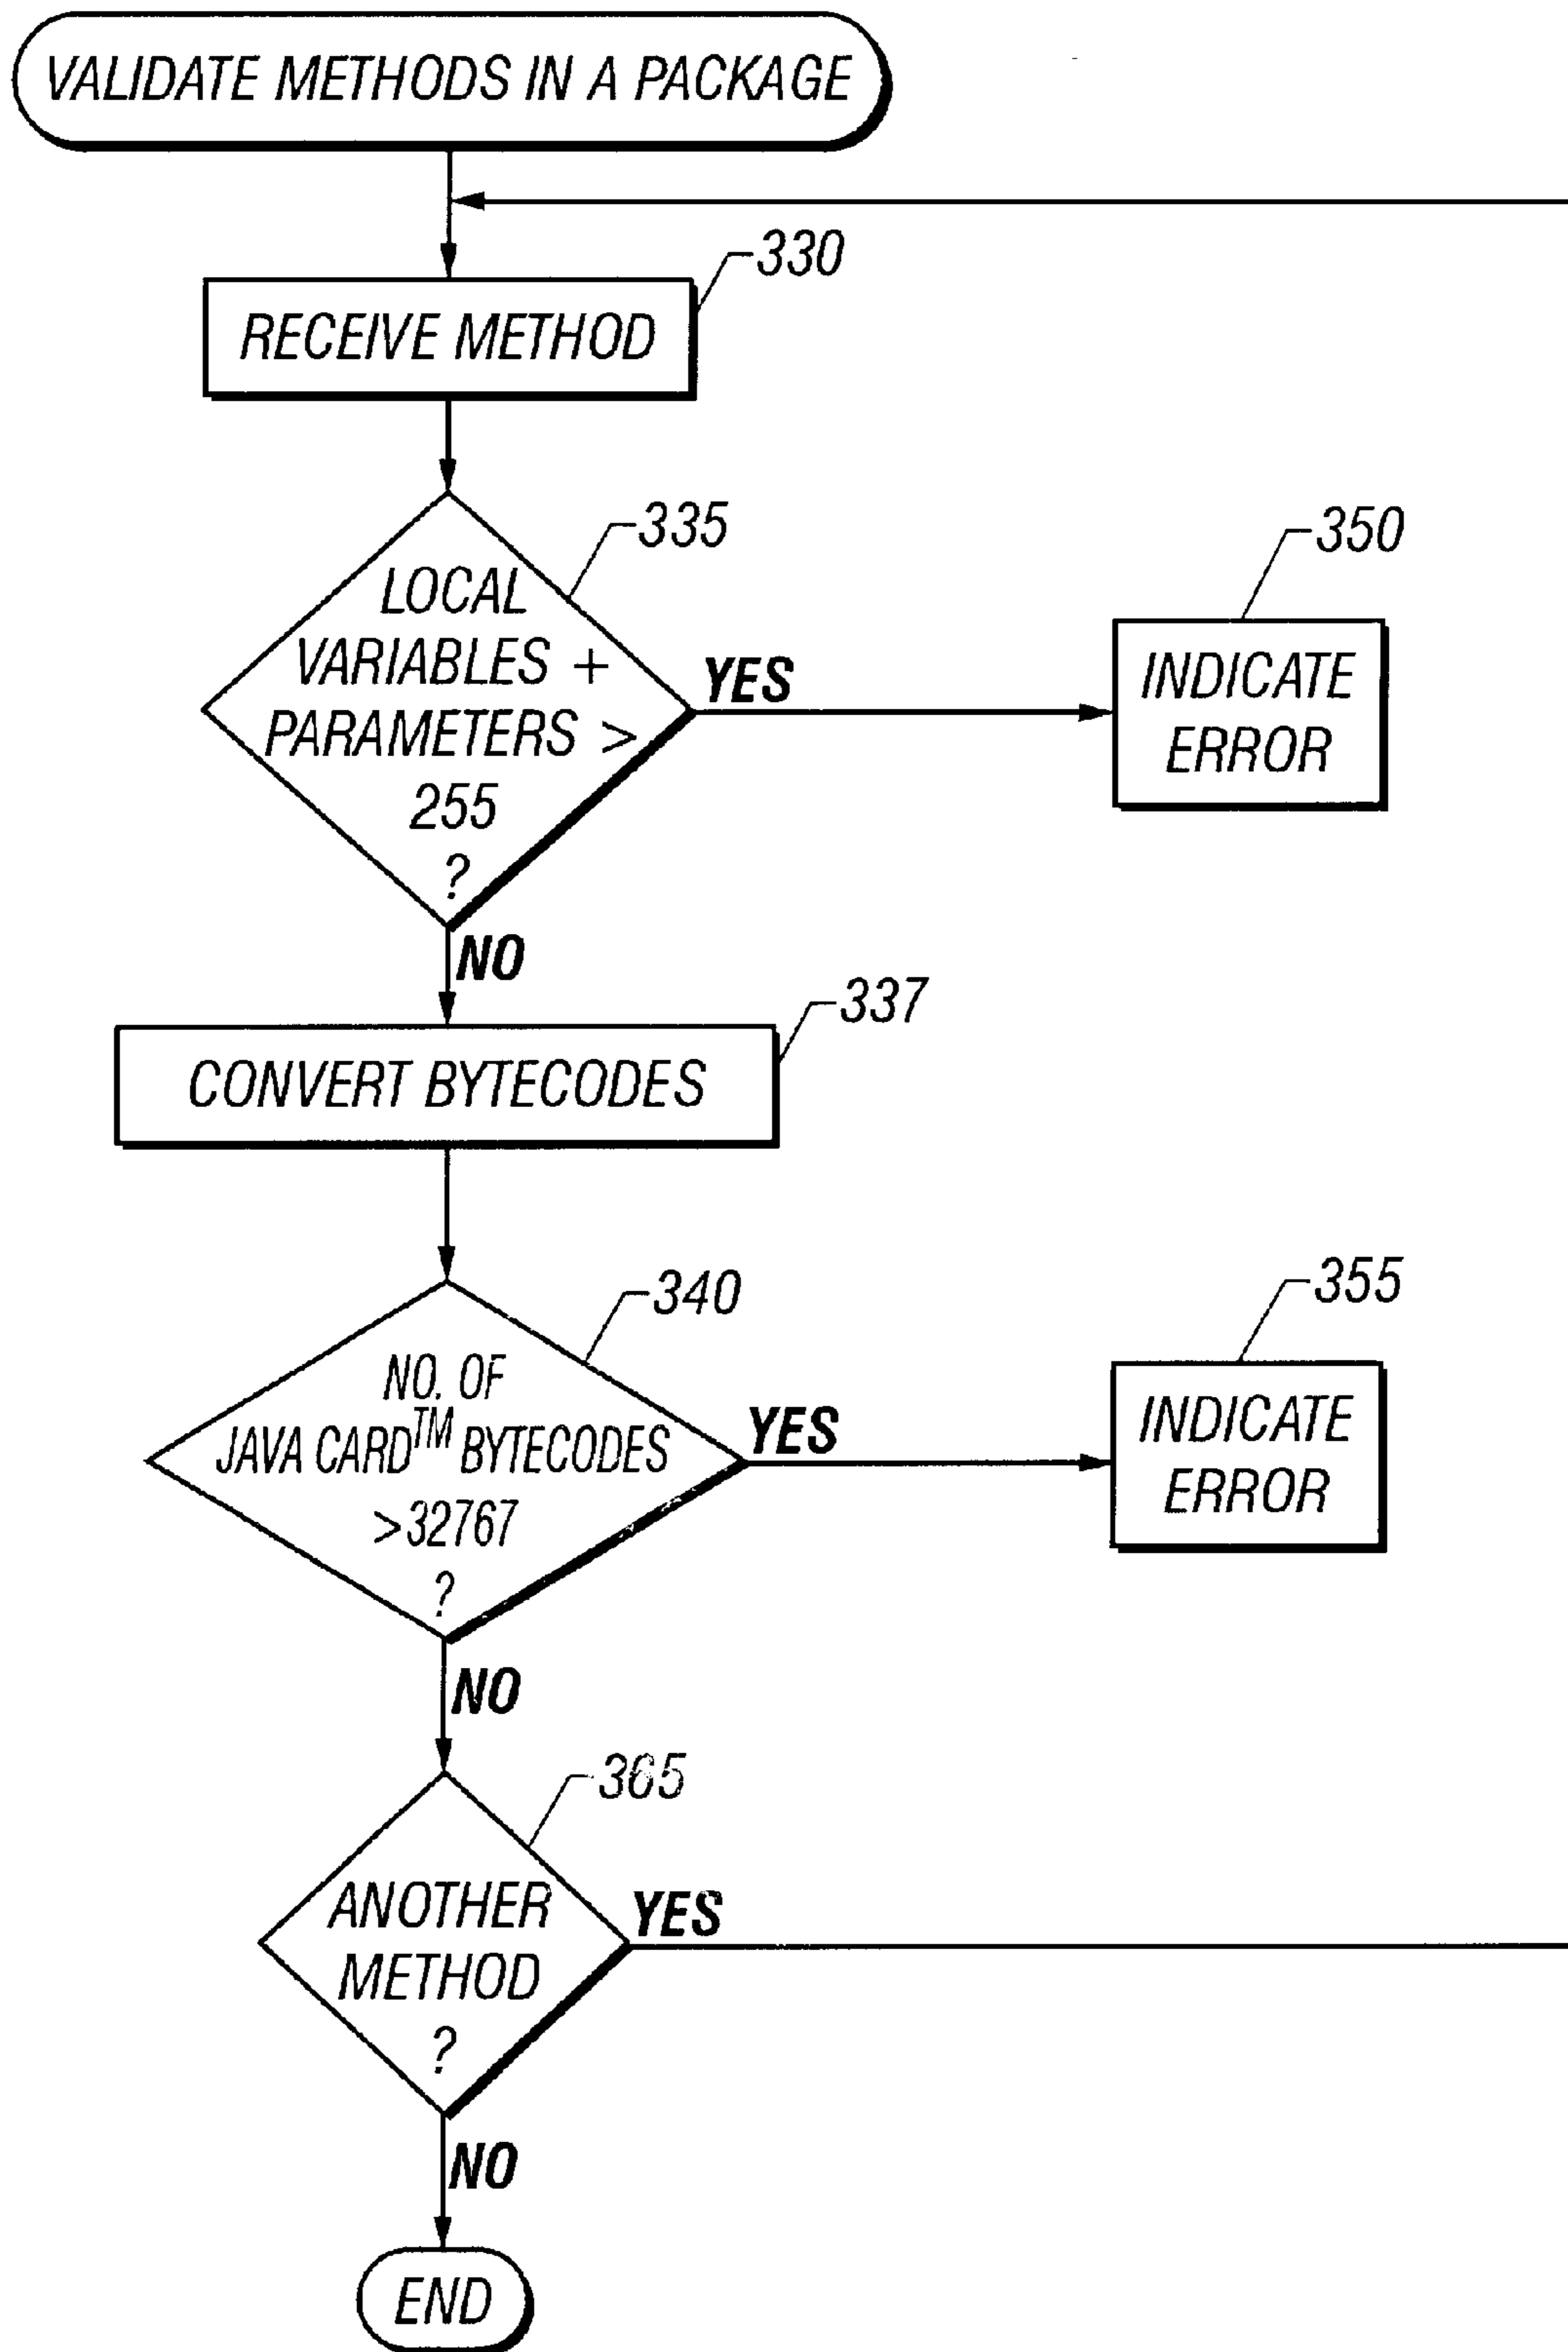 VALIDATE METHODS IN A PACKAGE
330
RECEIVE METHOD
335
LOCAL
VARIABLES +
PARAMETERS >
255
?
YES
350
INDICATE
ERROR
NO
337
CONVERT BYTECODES
340
NO. OF
JAVA CARD™ BYTECODES
>32767
?
YES
355
INDICATE
ERROR
NO
365
ANOTHER
METHOD
?
YES
NO
END